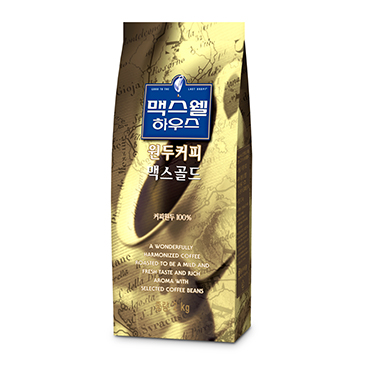 GOOD TO THE LAST DROP!
맥스웰
하우스
원두커피
맥스골드
커피원두 100%
A WONDERFULLY
HARMONIZED COFFEE
ROASTED TO BE A MILD AND
FRESH TASTE AND RICH
AROMA WITH
SELECTED COFFEE BEANS
kg